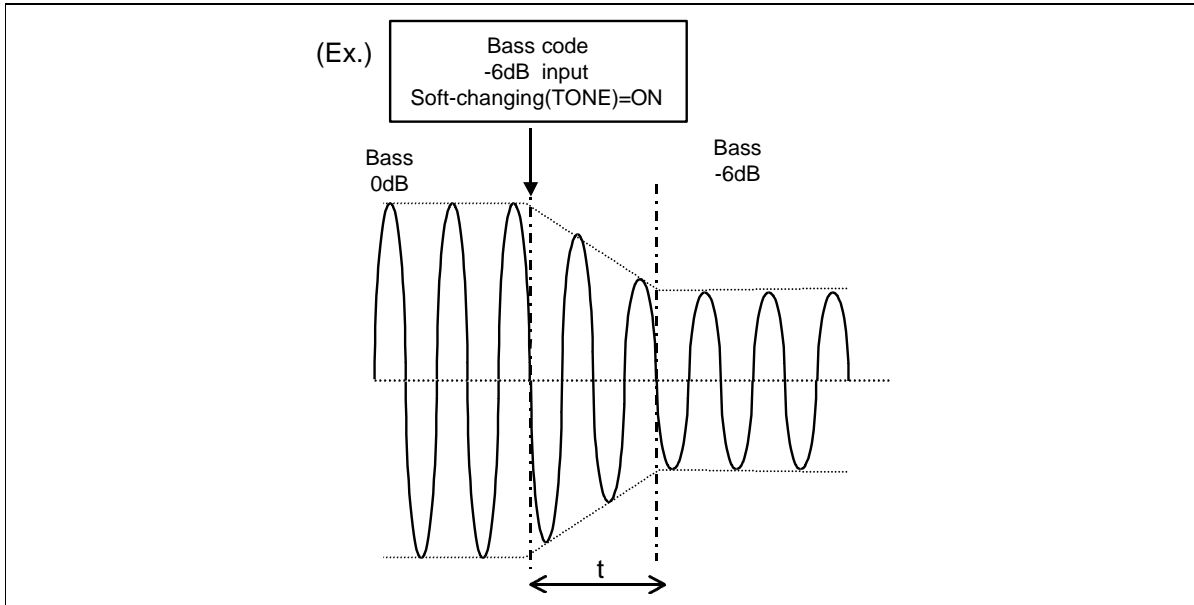 (Ex.)
Bass code
-6dB input
Soft-changing(TONE)=ON
Bass
0dB
Bass
-6dB
t